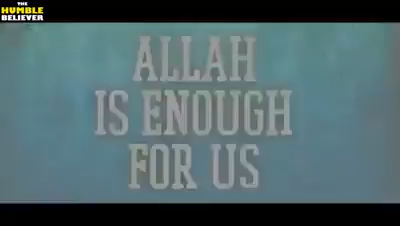 THE
HUMBLE
BELIEVER
ALLAH
IS ENOUGH
FOR US